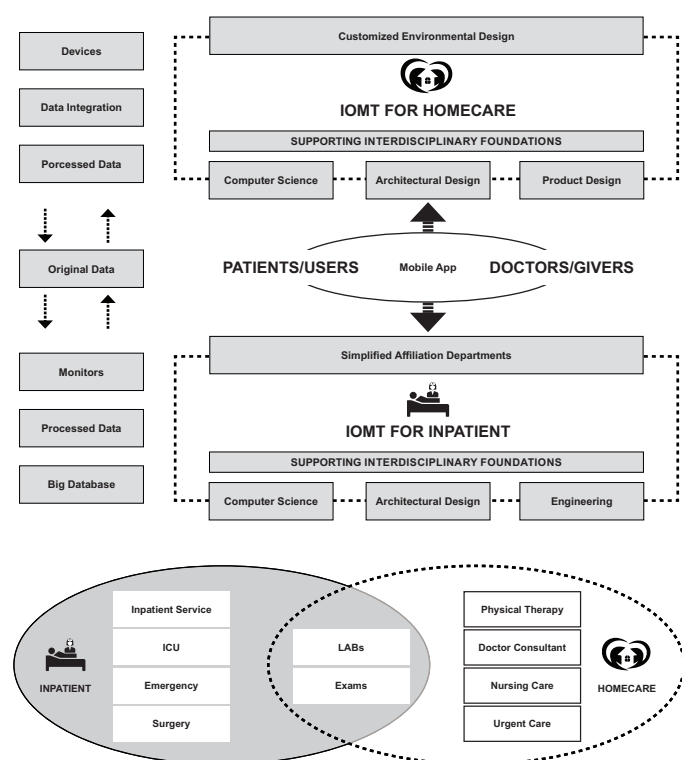 Devices
Data Integration
Porcessed Data
Original Data
Monitors
Processed Data
Big Database
Customized Environmental Design
IOMT FOR HOMECARE
SUPPORTING INTERDISCIPLINARY FOUNDATIONS
Computer Science
Architectural Design
Product Design
PATIENTS/USERS
Mobile App
DOCTORS/GIVERS
Simplified Affiliation Departments
IOMT FOR INPATIENT
SUPPORTING INTERDISCIPLINARY FOUNDATIONS
Computer Science
Architectural Design
Engineering
INPATIENT
Inpatient Service
ICU
Emergency
Surgery
LABs
Exams
Physical Therapy
Doctor Consultant
Nursing Care
Urgent Care
HOMECARE